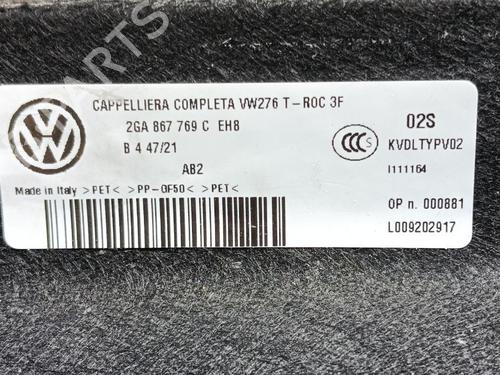 CAPPELLIERA COMPLETA VW276 T-ROC 3F
2GA 867 769 C EH8
B 4 47/21
AB2
Made in Italy >PET< >PP-GF50< >PET<
02S
KVDLTYPV02
I111164
OP n. 000881
L009202917